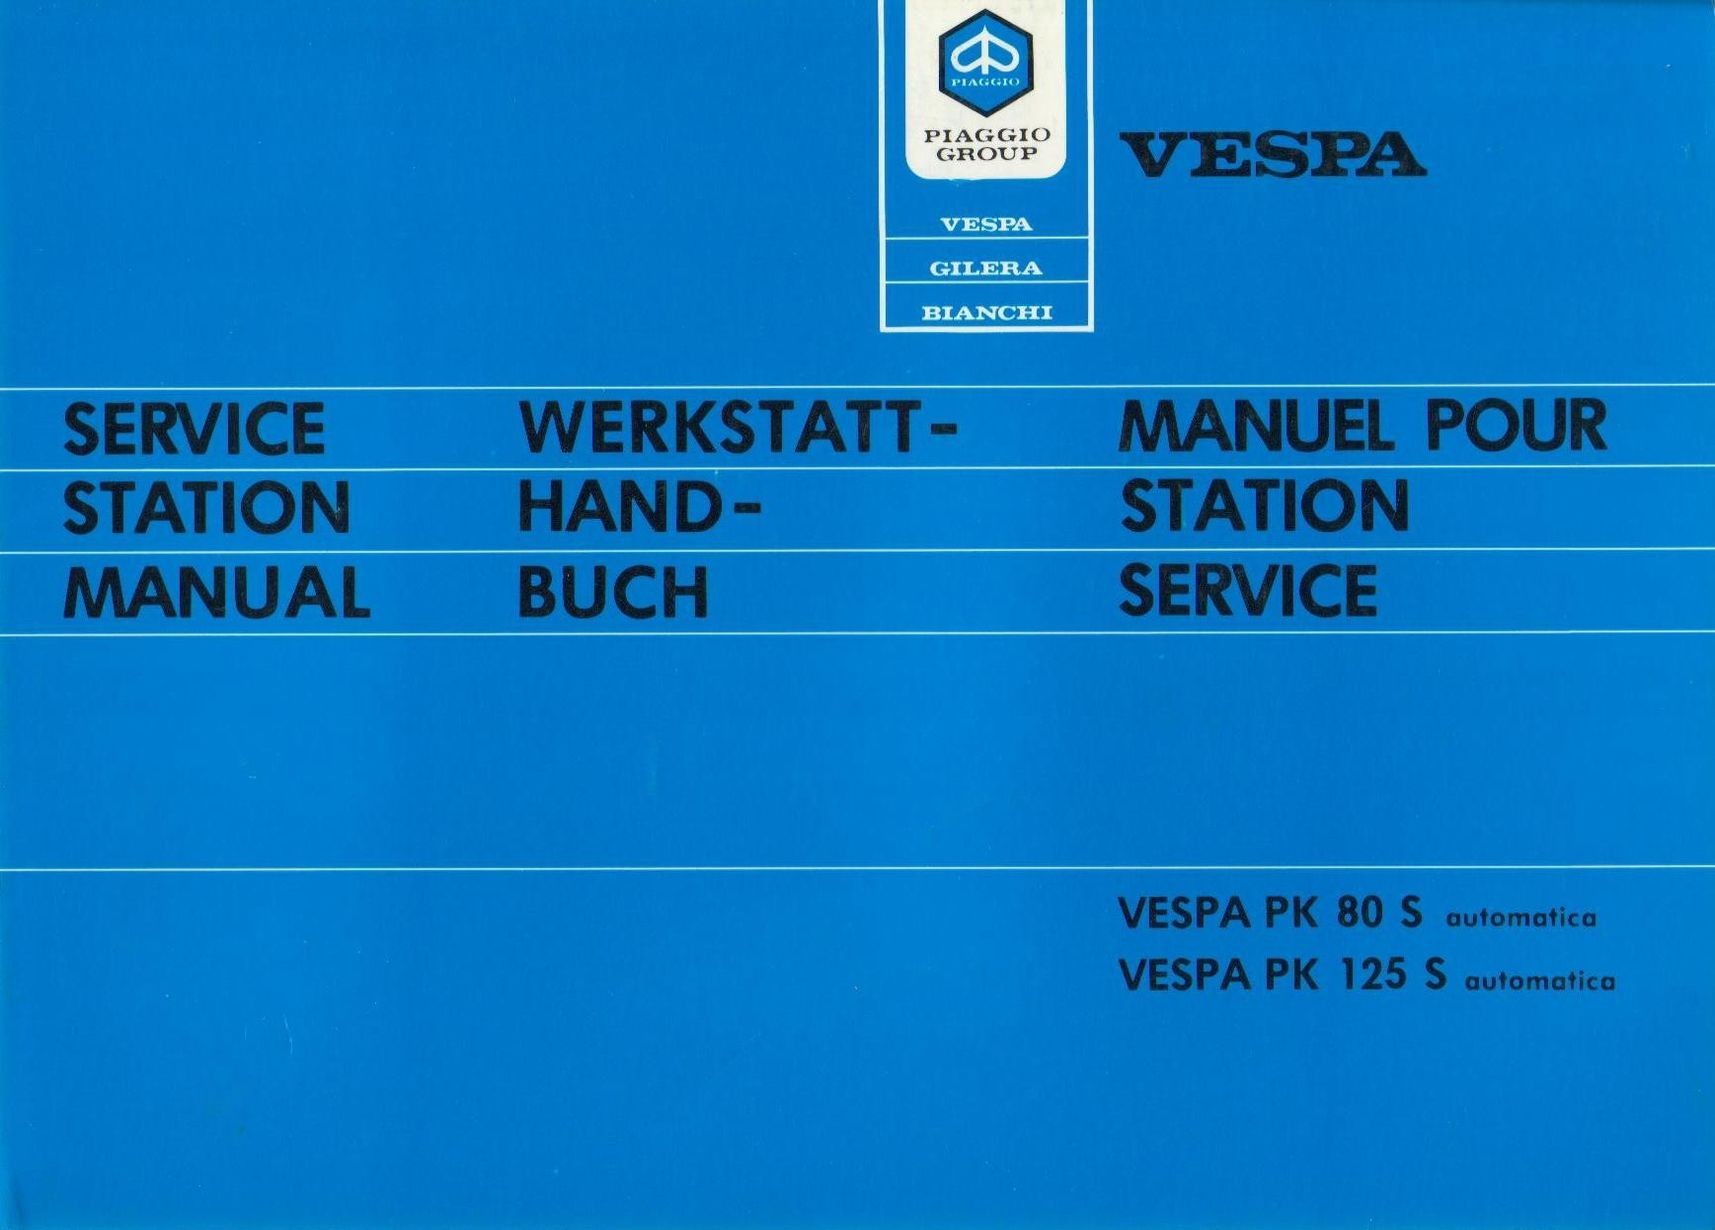 PIAGGIO
PIAGGIO
GROUP
VESPA
VESPA
GILERA
BIANCHI
SERVICE
STATION
MANUAL
WERKSTATT-
HAND-
BUCH
MANUEL POUR
STATION
SERVICE
VESPA PK 80 S automatica
VESPA PK 125 S automatica